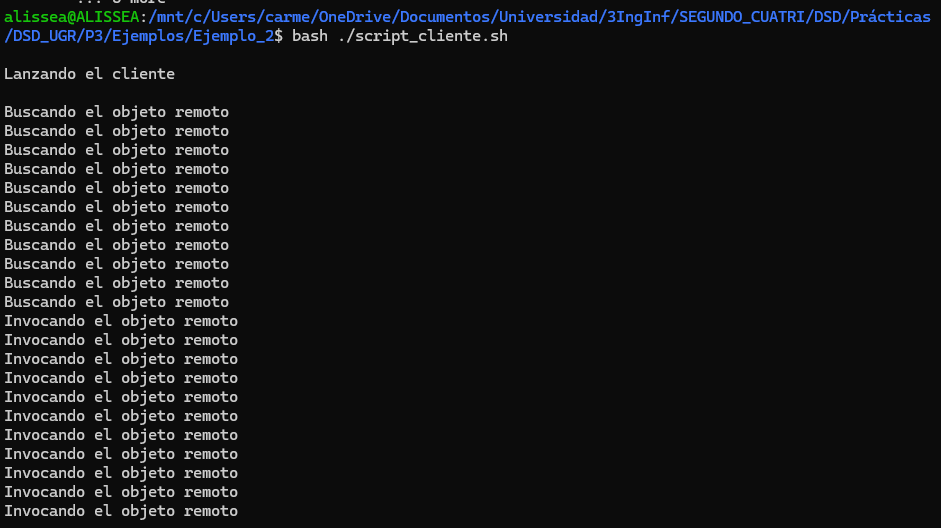 ... 8 more
alissea@ALISSEA:/mnt/c/Users/carme/OneDrive/Documentos/Universidad/3IngInf/SEGUNDO_CUATRI/DSD/Prácticas
/DSD_UGR/P3/Ejemplos/Ejemplo_2$ bash ./script_cliente.sh
Lanzando el cliente
Buscando el objeto remoto
Buscando el objeto remoto
Buscando el objeto remoto
Buscando el objeto remoto
Buscando el objeto remoto
Buscando el objeto remoto
Buscando el objeto remoto
Buscando el objeto remoto
Buscando el objeto remoto
Buscando el objeto remoto
Buscando el objeto remoto
Invocando el objeto remoto
Invocando el objeto remoto
Invocando el objeto remoto
Invocando el objeto remoto
Invocando el objeto remoto
Invocando el objeto remoto
Invocando el objeto remoto
Invocando el objeto remoto
Invocando el objeto remoto
Invocando el objeto remoto
Invocando el objeto remoto